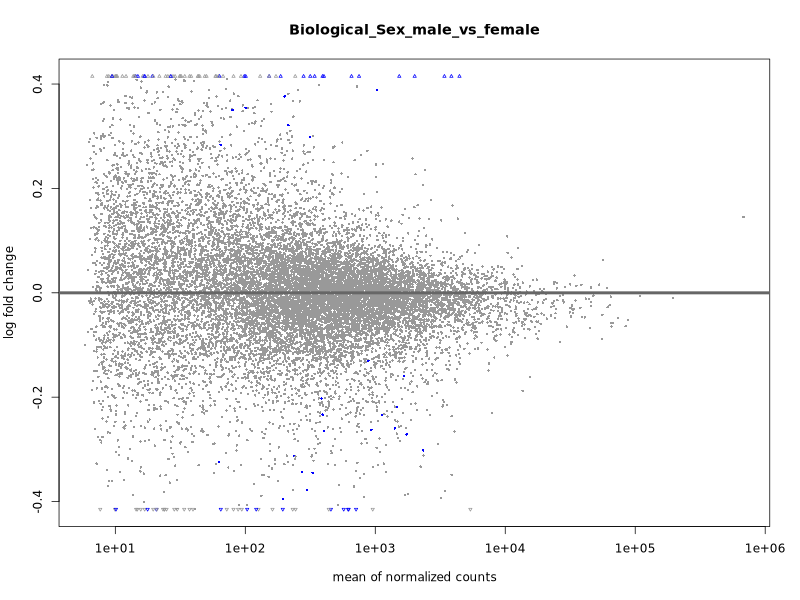 Biological_Sex_male_vs_female
0.4
0.2
0.0
-0.2
-0.4
log fold change
1e+01 1e+02 1e+03 1e+04 1e+05 1e+06
mean of normalized counts